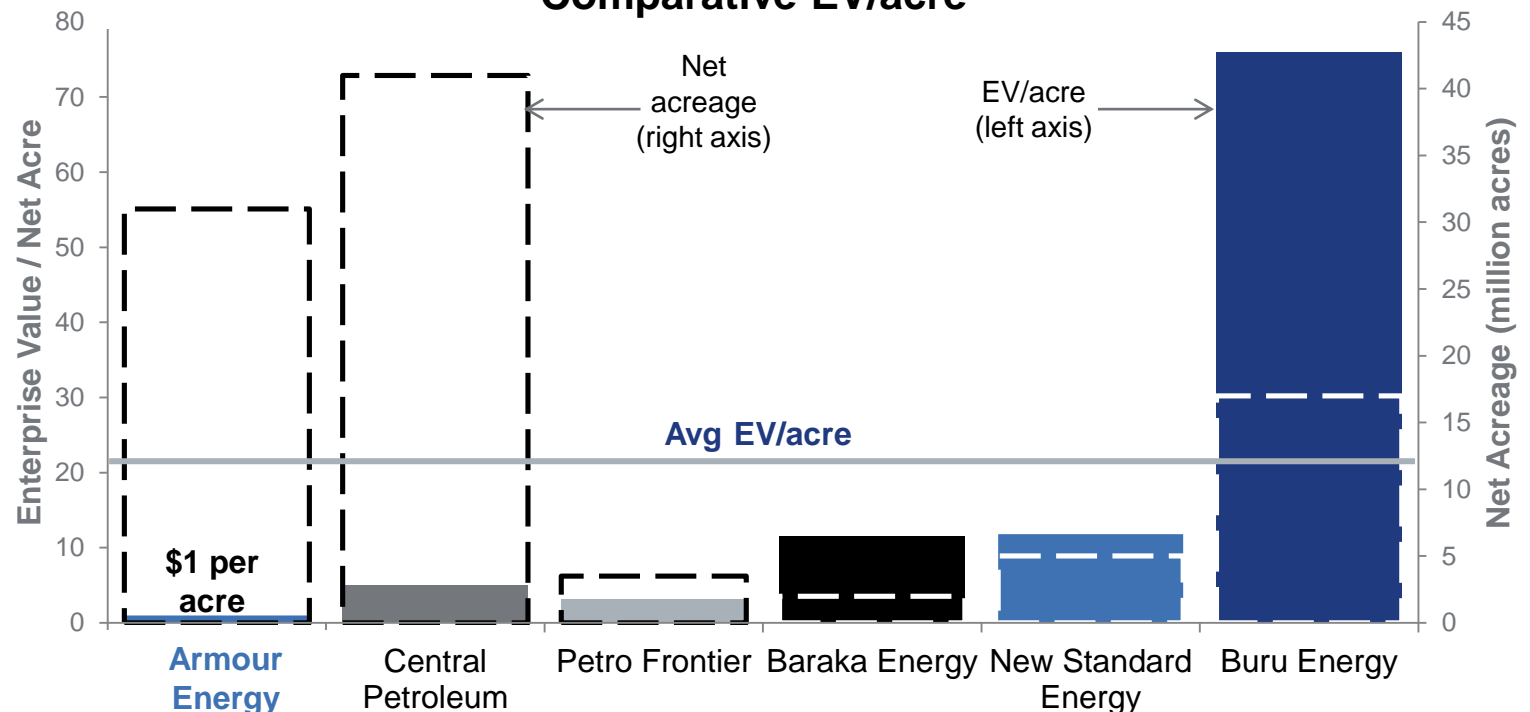 Comparative EV/acre
80
70
60
50
40
30
20
10
0
Enterprise Value / Net Acre
45
40
35
30
25
20
15
10
5
0
Net Acreage (million acres)
Net
acreage
(right axis)
EV/acre
(left axis)
Avg EV/acre
$1 per
acre
Armour
Energy
Central
Petroleum
Petro Frontier
Baraka Energy
New Standard
Energy
Buru Energy